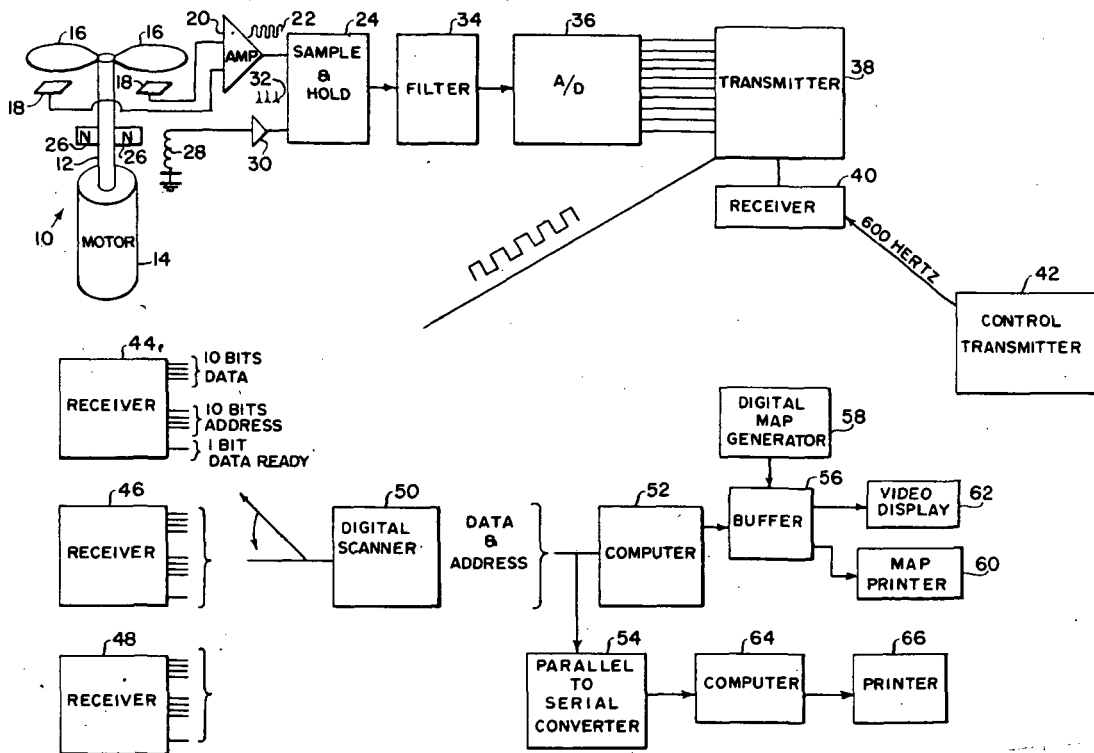 20
22
24
34
36
16
16
AMP
SAMPLE
&
HOLD
FILTER
A/D
TRANSMITTER
38
18
18
32
N
N
26
26
12
28
30
40
RECEIVER
10
MOTOR
14
600 HERTZ
42
CONTROL
TRANSMITTER
44
RECEIVER
10 BITS
DATA
10 BITS
ADDRESS
1 BIT
DATA READY
DIGITAL
MAP
GENERATOR
58
46
RECEIVER
50
DIGITAL
SCANNER
DATA
&
ADDRESS
52
COMPUTER
56
BUFFER
VIDEO
DISPLAY
62
MAP
PRINTER
60
48
RECEIVER
54
PARALLEL
TO
SERIAL
CONVERTER
64
COMPUTER
66
PRINTER